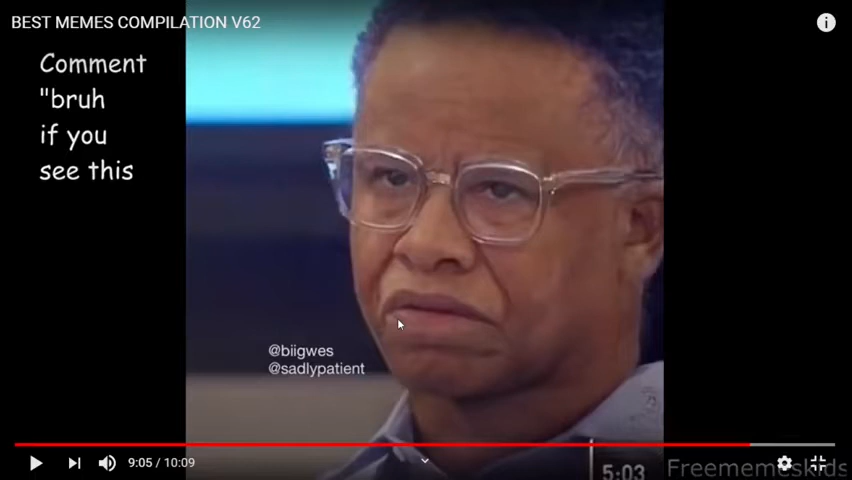 BEST MEMES COMPILATION V62
Comment
"bruh
if you
see this
@biigwes
@sadlypatient
5:03
Freememeskids
9:05 / 10:09